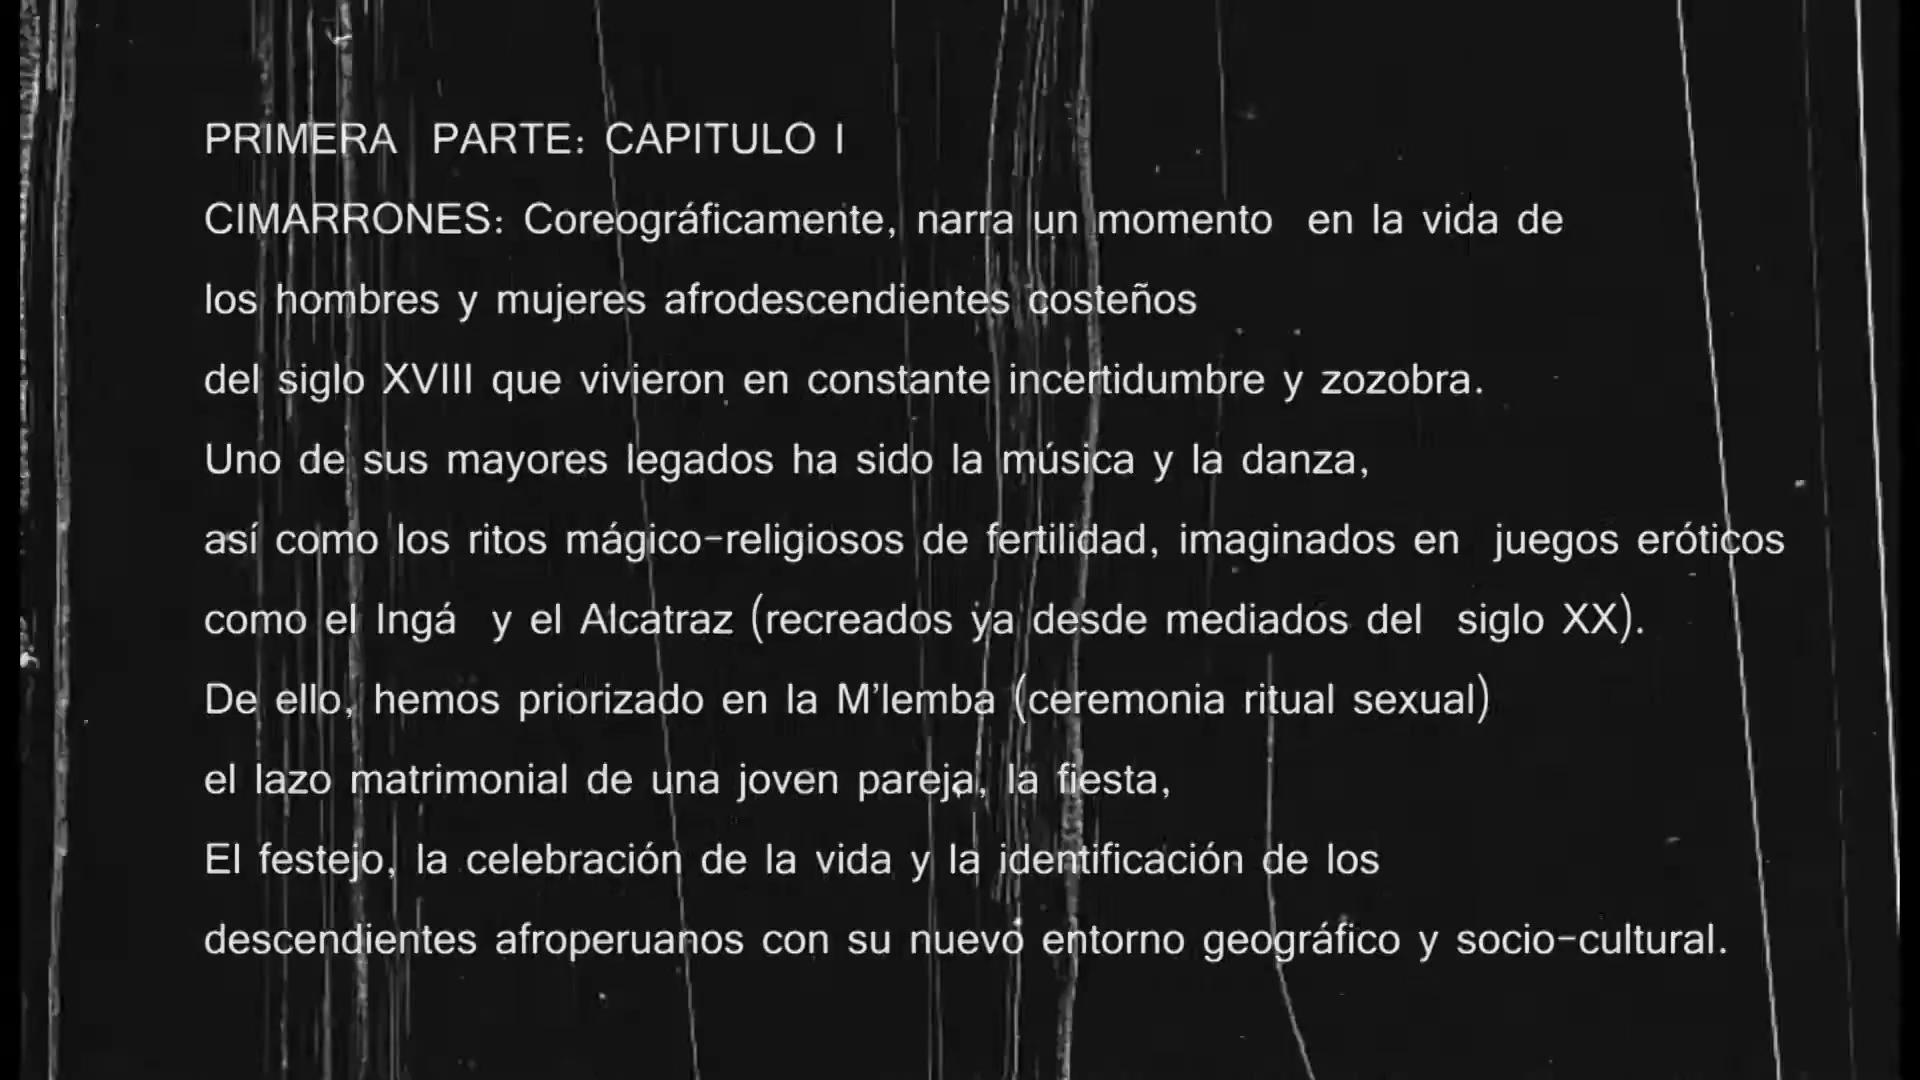 PRIMERA PARTE: CAPITULO I
CIMARRONES: Coreográficamente, narra un momento en la vida de
los hombres y mujeres afrodescendientes costeños
del siglo XVIII que vivieron en constante incertidumbre y zozobra.
Uno de sus mayores legados ha sido la música y la danza,
así como los ritos mágico-religiosos de fertilidad, imaginados en juegos eróticos
como el Ingá y el Alcatraz (recreados ya desde mediados del siglo XX).
De ello, hemos priorizado en la M'lemba (ceremonia ritual sexual)
el lazo matrimonial de una joven pareja, la fiesta,
El festejo, la celebración de la vida y la identificación de los
descendientes afroperuanos con su nuevo entorno geográfico y socio-cultural.